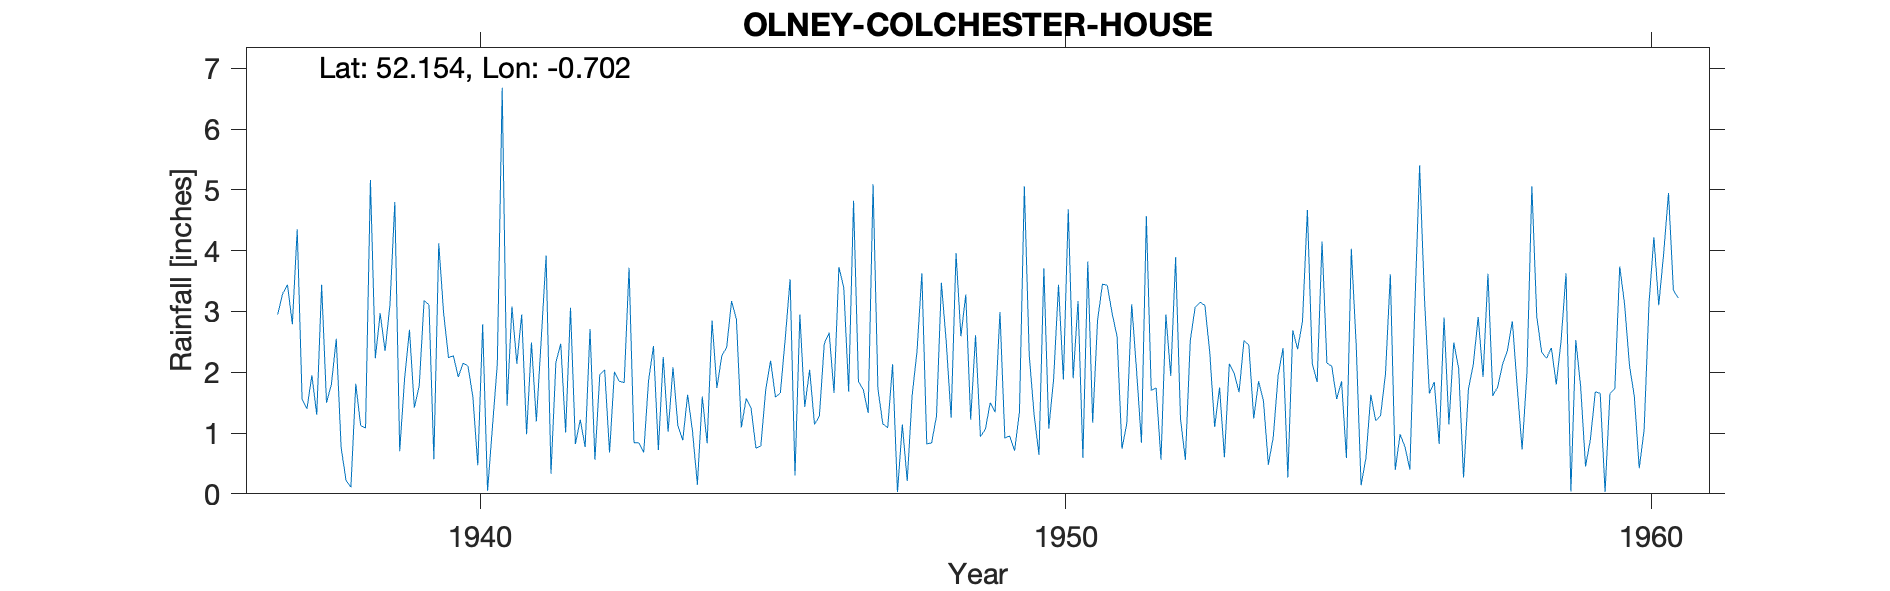 OLNEY-COLCHESTER-HOUSE
Lat: 52.154, Lon: -0.702
7
6
5
4
3
2
1
0
Rainfall [inches]
1940 1950 1960
Year